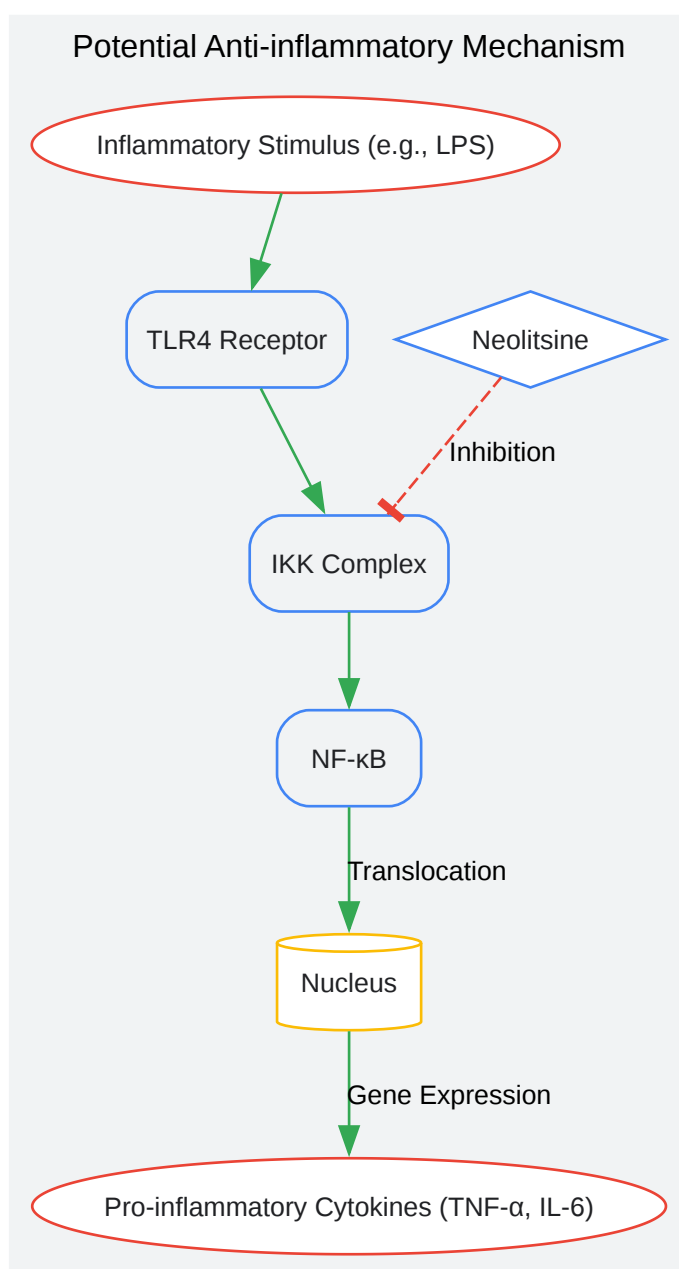 Potential Anti-inflammatory Mechanism
Inflammatory Stimulus (e.g., LPS)
TLR4 Receptor
Neolitsine
Inhibition
IKK Complex
NF-κB
Translocation
Nucleus
Gene Expression
Pro-inflammatory Cytokines (TNF-α, IL-6)